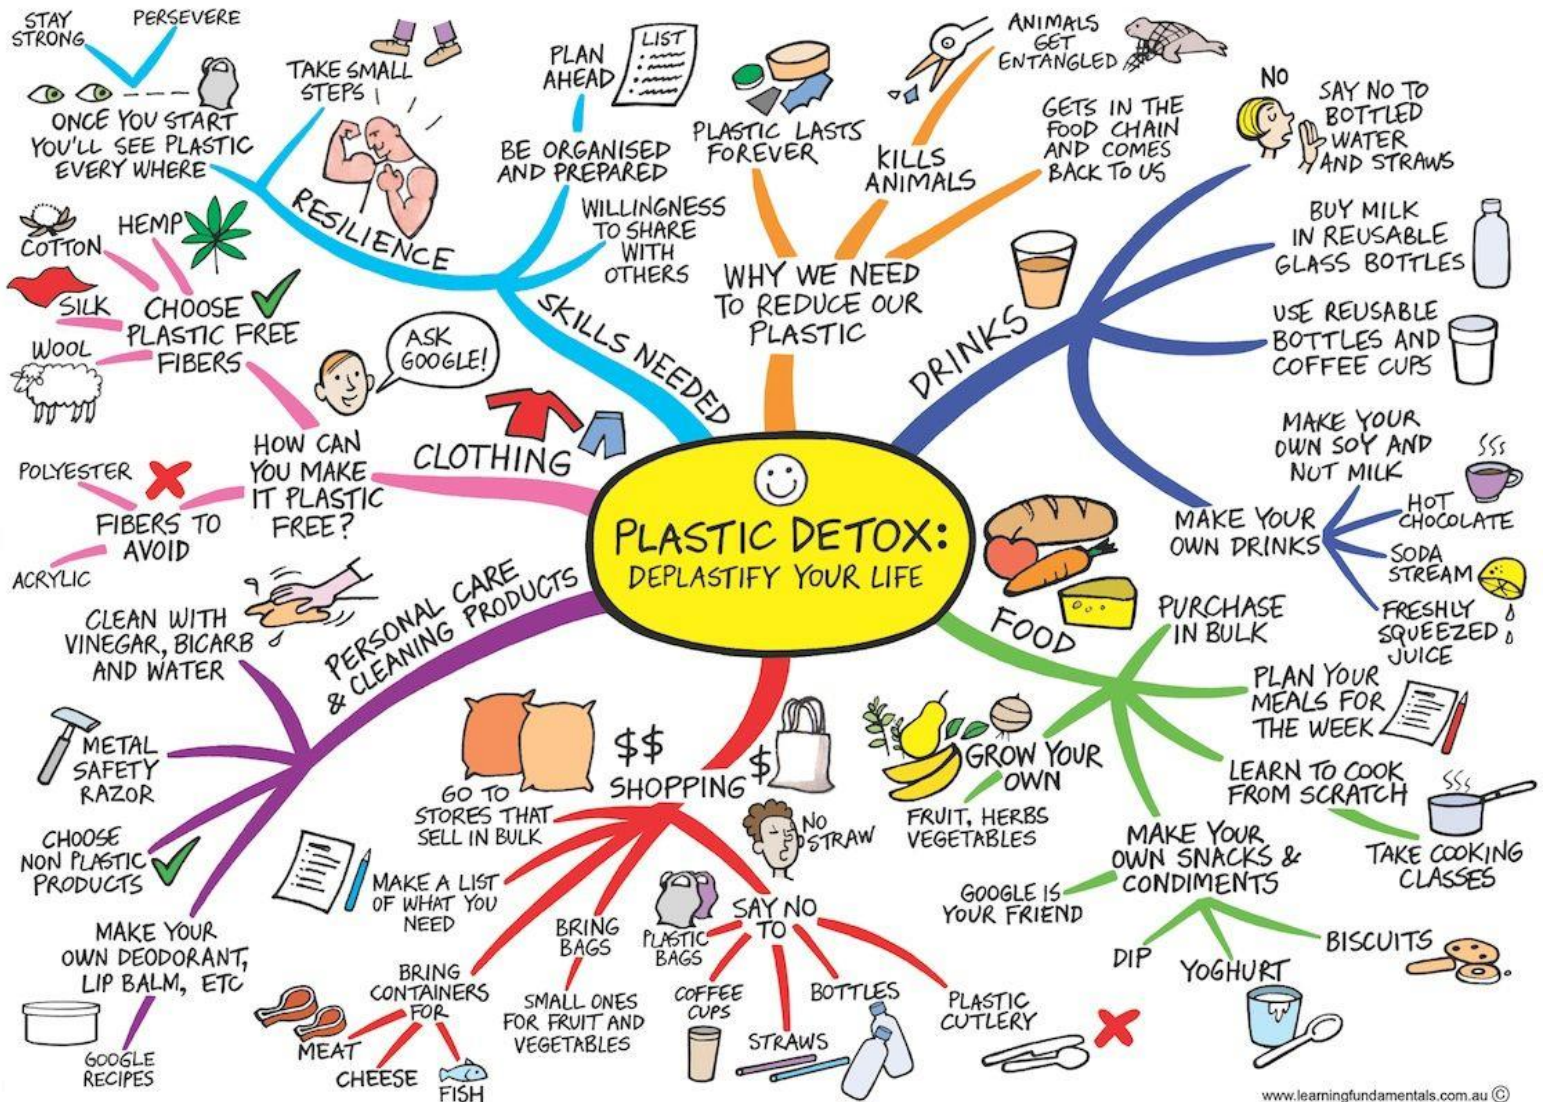 STAY
STRONG
PERSEVERE
ONCE YOU START
YOU'LL SEE PLASTIC
EVERY WHERE
TAKE SMALL
STEPS
RESILIENCE
PLAN
AHEAD
LIST
BE ORGANISED
AND PREPARED
WILLINGNESS
TO SHARE
WITH
OTHERS
SKILLS NEEDED
PLASTIC LASTS
FOREVER
KILLS
ANIMALS
ANIMALS
GET
ENTANGLED
GETS IN THE
FOOD CHAIN
AND COMES
BACK TO US
WHY WE NEED
TO REDUCE OUR
PLASTIC
NO
SAY NO TO
BOTTLED
WATER
AND STRAWS
BUY MILK
IN REUSABLE
GLASS BOTTLES
USE REUSABLE
BOTTLES AND
COFFEE CUPS
DRINKS
MAKE YOUR
OWN DRINKS
MAKE YOUR
OWN SOY AND
NUT MILK
HOT
CHOCOLATE
SODA
STREAM
FRESHLY
SQUEEZED
JUICE
COTTON
HEMP
SILK
WOOL
CHOOSE
PLASTIC FREE
FIBERS
ASK
GOOGLE!
CLOTHING
HOW CAN
YOU MAKE
IT PLASTIC
FREE?
POLYESTER
FIBERS TO
AVOID
ACRYLIC
PLASTIC DETOX:
DEPLASTIFY YOUR LIFE
PERSONAL CARE
& CLEANING PRODUCTS
CLEAN WITH
VINEGAR, BICARB
AND WATER
METAL
SAFETY
RAZOR
CHOOSE
NON PLASTIC
PRODUCTS
MAKE YOUR
OWN DEODORANT,
LIP BALM, ETC
GOOGLE
RECIPES
$$
$
SHOPPING
GO TO
STORES THAT
SELL IN BULK
MAKE A LIST
OF WHAT YOU
NEED
BRING
CONTAINERS
FOR
MEAT
CHEESE
FISH
BRING
BAGS
SMALL ONES
FOR FRUIT AND
VEGETABLES
NO
STRAW
SAY NO
TO
PLASTIC
BAGS
COFFEE
CUPS
STRAWS
BOTTLES
PLASTIC
CUTLERY
FOOD
PURCHASE
IN BULK
PLAN YOUR
MEALS FOR
THE WEEK
LEARN TO COOK
FROM SCRATCH
TAKE COOKING
CLASSES
GROW YOUR
OWN
FRUIT, HERBS
VEGETABLES
MAKE YOUR
OWN SNACKS &
CONDIMENTS
GOOGLE IS
YOUR FRIEND
DIP
YOGHURT
BISCUITS
www.learningfundamentals.com.au ©